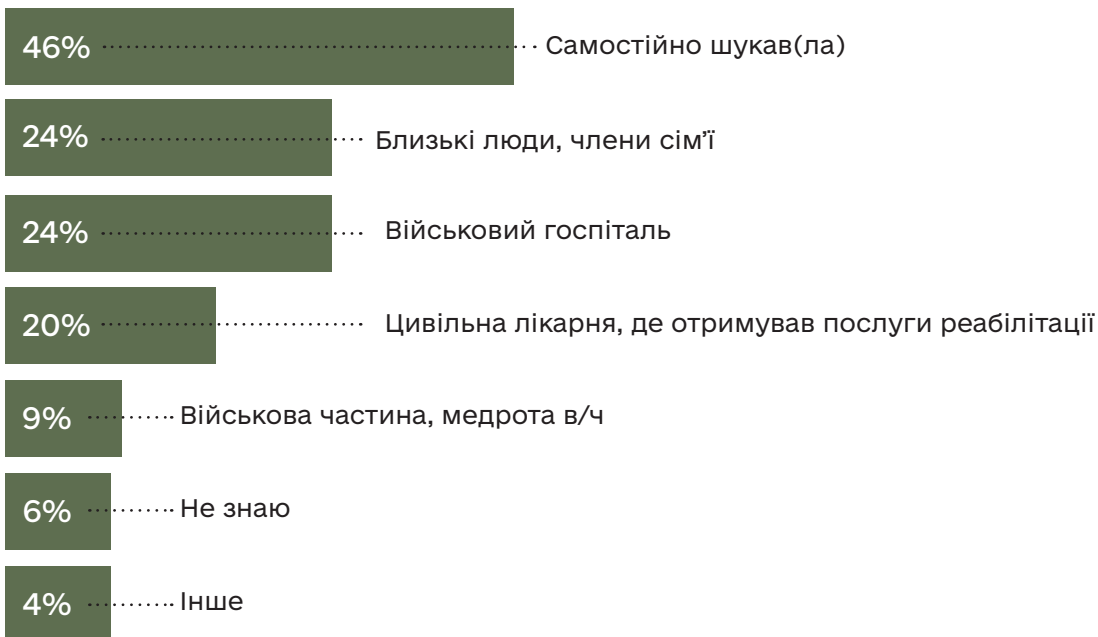 46% Самостійно шукав(ла)
24% Близькі люди, члени сім’ї
24% Військовий госпіталь
20% Цивільна лікарня, де отримував послуги реабілітації
9% Військова частина, медрота в/ч
6% Не знаю
4% Інше